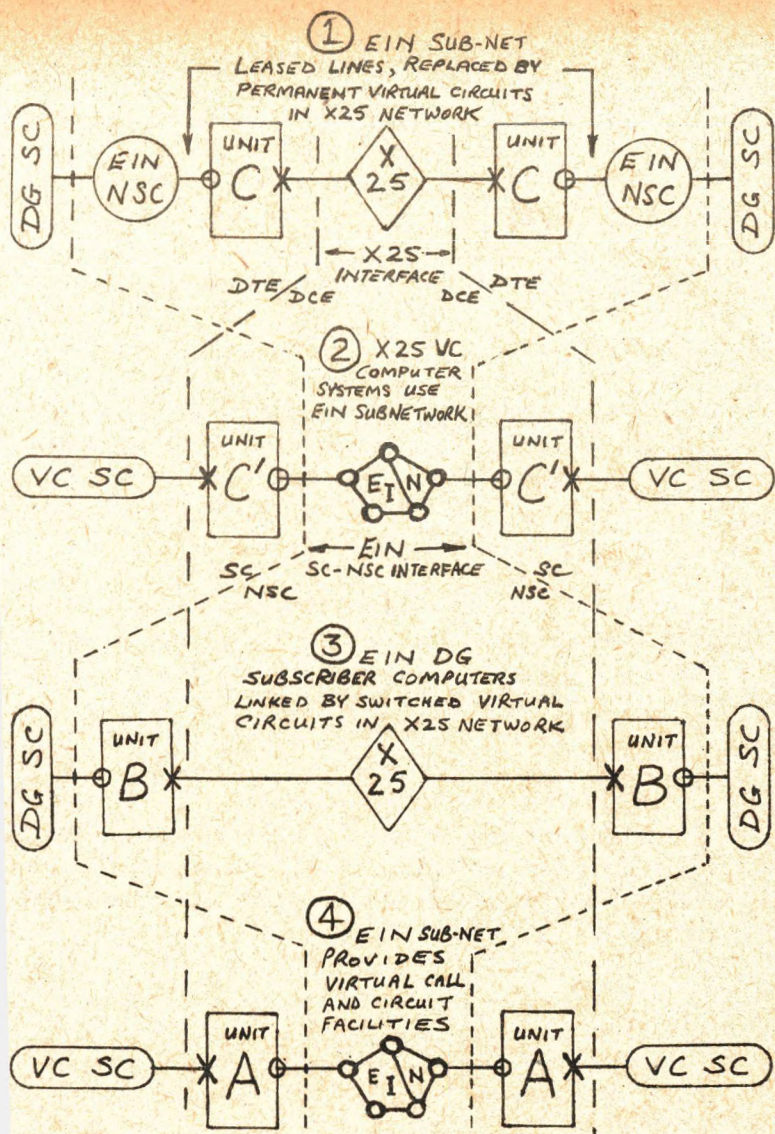 ① EIN SUB-NET
LEASED LINES, REPLACED BY
PERMANENT VIRTUAL CIRCUITS
IN X25 NETWORK
DG SC
EIN
NSC
UNIT
C
X
25
UNIT
C
EIN
NSC
DG SC
X25
INTERFACE
DTE
DCE
DCE
DTE
② X25 VC
COMPUTER
SYSTEMS USE
EIN SUBNETWORK
VC SC
UNIT
C'
EIN
UNIT
C'
VC SC
EIN
SC-NSC INTERFACE
SC
NSC
SC
NSC
③ EIN DG
SUBSCRIBER COMPUTERS
LINKED BY SWITCHED VIRTUAL
CIRCUITS IN X25 NETWORK
DG SC
UNIT
B
X
25
UNIT
B
DG SC
④ EIN SUB-NET
PROVIDES
VIRTUAL CALL
AND CIRCUIT
FACILITIES
VC SC
UNIT
A
EIN
UNIT
A
VC SC